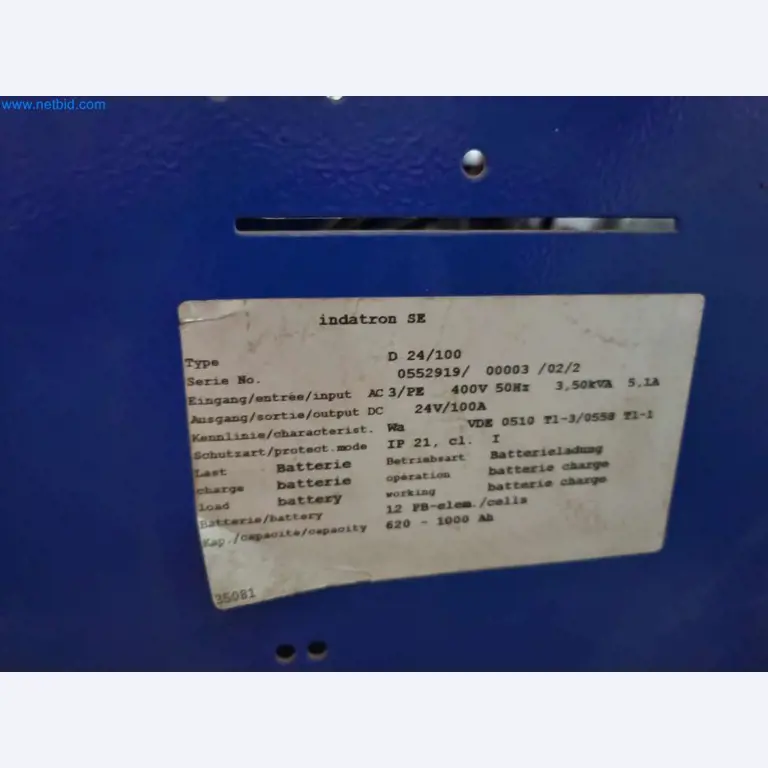 www.netbid.com
indatron SE
Type D 24/100
Serie No. 0552919/ 00003 /02/2
Eingang/entrée/input AC 3/PE 400V 50Hz 3,50kVA 5,1A
Ausgang/sortie/output DC 24V/100A
Kennlinie/characterist. Wa VDE 0510 T1-3/0558 T1-1
Schutzart/protect.mode IP 21, cl. I
Last Batterie Betriebsart Batterieladung
charge batterie opération batterie charge
load battery working batterie charge
Batterie/battery 12 PB-elem./cells
Kap./capacité/capacity 620 - 1000 Ah
35081